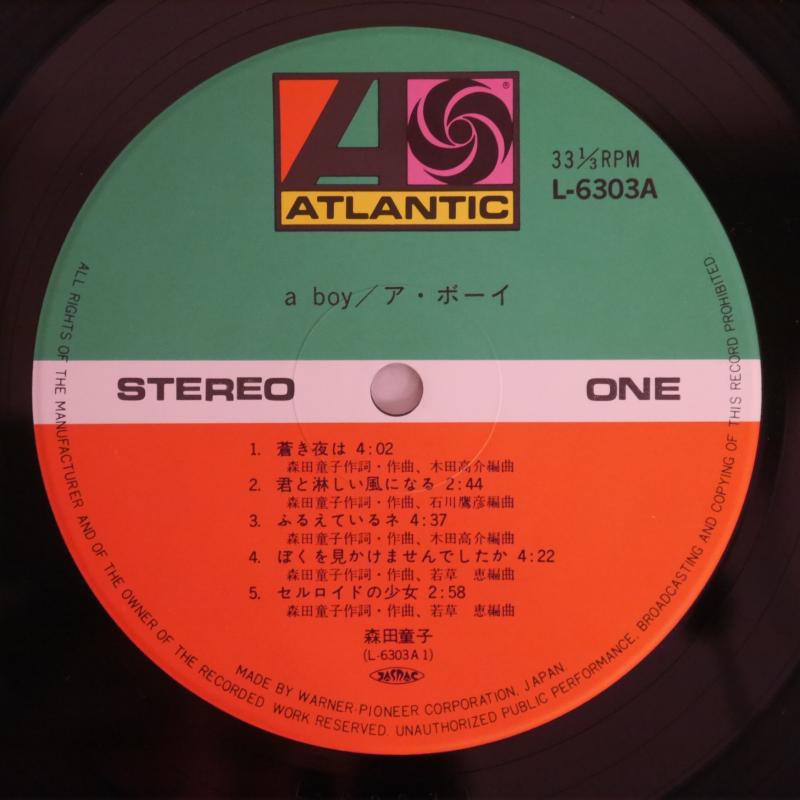 ®
ATLANTIC
33⅓RPM
L-6303A
a boy/ア・ボーイ
STEREO
ONE
1. 蒼き夜は 4:02
森田童子作詞・作曲、木田高介編曲
2. 君と淋しい風になる 2:44
森田童子作詞・作曲、石川鷹彦編曲
3. ふるえているネ 4:37
森田童子作詞・作曲、木田高介編曲
4. ぼくを見かけませんでしたか 4:22
森田童子作詞・作曲、若草 恵編曲
5. セルロイドの少女 2:58
森田童子作詞・作曲、若草 恵編曲
森田童子
(L-6303A1)
JASRAC
MADE BY WARNER-PIONEER CORPORATION, JAPAN.
ALL RIGHTS OF THE MANUFACTURER AND OF THE OWNER OF THE RECORDED WORK RESERVED. UNAUTHORIZED PUBLIC PERFORMANCE, BROADCASTING AND COPYING OF THIS RECORD PROHIBITED.